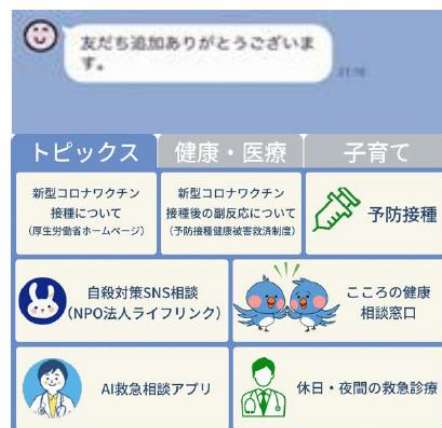 友だち追加ありがとうございま
す。
トピックス
健康・医療
子育て
新型コロナワクチン
接種について
(厚生労働省ホームページ)
新型コロナワクチン
接種後の副反応について
(予防接種健康被害救済制度)
予防接種
自殺対策SNS相談
(NPO法人ライフリンク)
こころの健康
相談窓口
AI救急相談アプリ
休日・夜間の救急診療